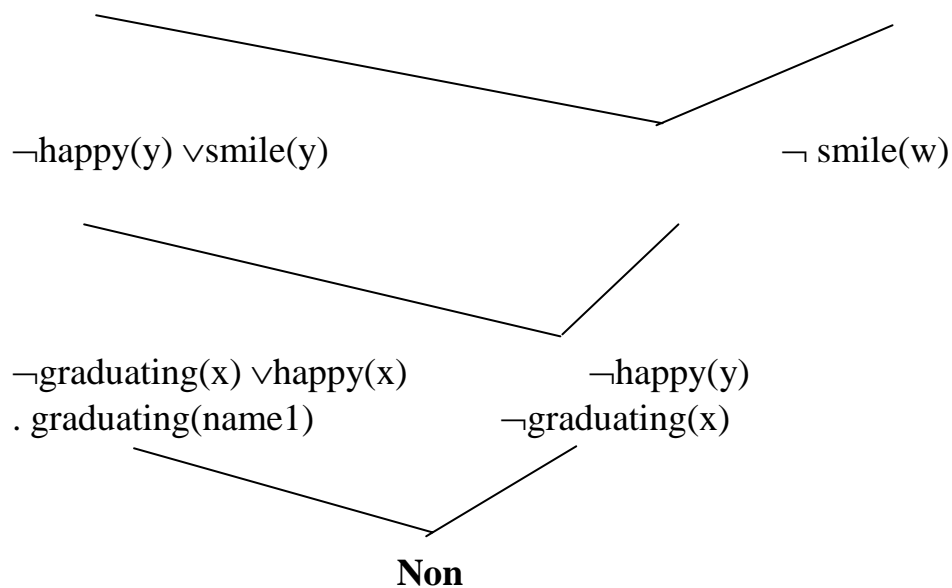 ¬happy(y) ∨smile(y) ¬ smile(w)
¬graduating(x) ∨happy(x) ¬happy(y)
. graduating(name1) ¬graduating(x)
Non